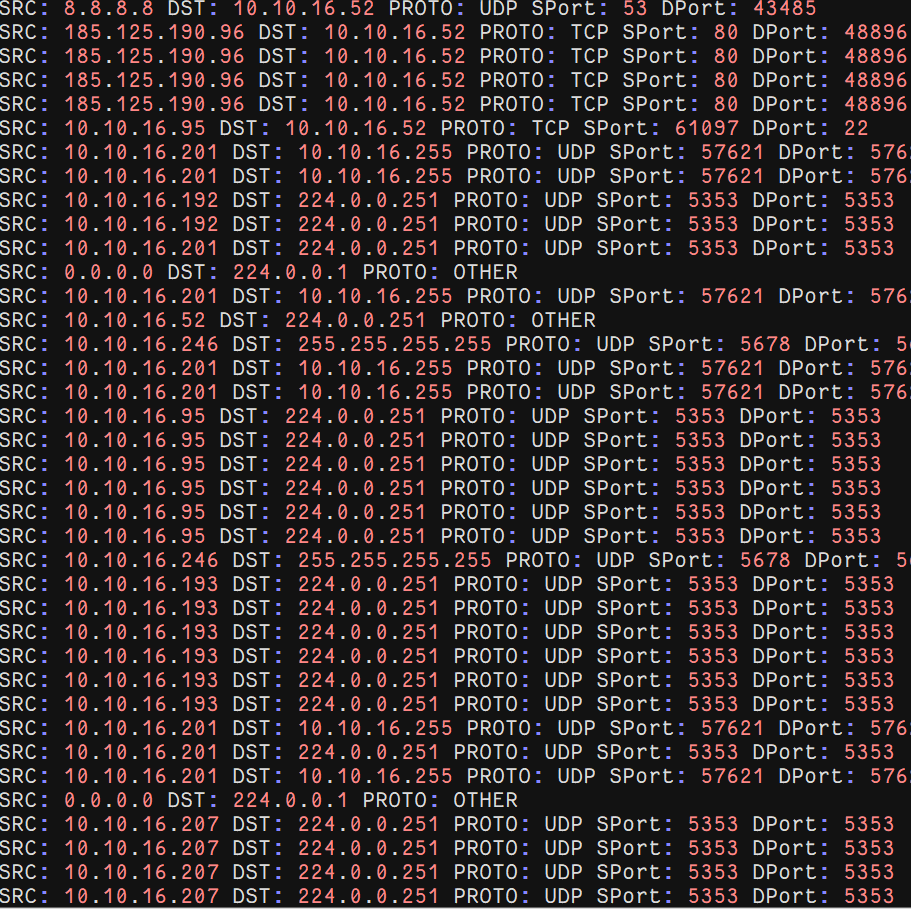 SRC: 8.8.8.8 DST: 10.10.16.52 PROTO: UDP SPort: 53 DPort: 43485
SRC: 185.125.190.96 DST: 10.10.16.52 PROTO: TCP SPort: 80 DPort: 48896
SRC: 185.125.190.96 DST: 10.10.16.52 PROTO: TCP SPort: 80 DPort: 48896
SRC: 185.125.190.96 DST: 10.10.16.52 PROTO: TCP SPort: 80 DPort: 48896
SRC: 185.125.190.96 DST: 10.10.16.52 PROTO: TCP SPort: 80 DPort: 48896
SRC: 10.10.16.95 DST: 10.10.16.52 PROTO: TCP SPort: 61097 DPort: 22
SRC: 10.10.16.201 DST: 10.10.16.255 PROTO: UDP SPort: 57621 DPort: 576
SRC: 10.10.16.201 DST: 10.10.16.255 PROTO: UDP SPort: 57621 DPort: 576
SRC: 10.10.16.192 DST: 224.0.0.251 PROTO: UDP SPort: 5353 DPort: 5353
SRC: 10.10.16.192 DST: 224.0.0.251 PROTO: UDP SPort: 5353 DPort: 5353
SRC: 10.10.16.201 DST: 224.0.0.251 PROTO: UDP SPort: 5353 DPort: 5353
SRC: 0.0.0.0 DST: 224.0.0.1 PROTO: OTHER
SRC: 10.10.16.201 DST: 10.10.16.255 PROTO: UDP SPort: 57621 DPort: 576
SRC: 10.10.16.52 DST: 224.0.0.251 PROTO: OTHER
SRC: 10.10.16.246 DST: 255.255.255.255 PROTO: UDP SPort: 5678 DPort: 5
SRC: 10.10.16.201 DST: 10.10.16.255 PROTO: UDP SPort: 57621 DPort: 576
SRC: 10.10.16.201 DST: 10.10.16.255 PROTO: UDP SPort: 57621 DPort: 576
SRC: 10.10.16.95 DST: 224.0.0.251 PROTO: UDP SPort: 5353 DPort: 5353
SRC: 10.10.16.95 DST: 224.0.0.251 PROTO: UDP SPort: 5353 DPort: 5353
SRC: 10.10.16.95 DST: 224.0.0.251 PROTO: UDP SPort: 5353 DPort: 5353
SRC: 10.10.16.95 DST: 224.0.0.251 PROTO: UDP SPort: 5353 DPort: 5353
SRC: 10.10.16.95 DST: 224.0.0.251 PROTO: UDP SPort: 5353 DPort: 5353
SRC: 10.10.16.95 DST: 224.0.0.251 PROTO: UDP SPort: 5353 DPort: 5353
SRC: 10.10.16.246 DST: 255.255.255.255 PROTO: UDP SPort: 5678 DPort: 5
SRC: 10.10.16.193 DST: 224.0.0.251 PROTO: UDP SPort: 5353 DPort: 5353
SRC: 10.10.16.193 DST: 224.0.0.251 PROTO: UDP SPort: 5353 DPort: 5353
SRC: 10.10.16.193 DST: 224.0.0.251 PROTO: UDP SPort: 5353 DPort: 5353
SRC: 10.10.16.193 DST: 224.0.0.251 PROTO: UDP SPort: 5353 DPort: 5353
SRC: 10.10.16.193 DST: 224.0.0.251 PROTO: UDP SPort: 5353 DPort: 5353
SRC: 10.10.16.193 DST: 224.0.0.251 PROTO: UDP SPort: 5353 DPort: 5353
SRC: 10.10.16.201 DST: 10.10.16.255 PROTO: UDP SPort: 57621 DPort: 576
SRC: 10.10.16.201 DST: 224.0.0.251 PROTO: UDP SPort: 5353 DPort: 5353
SRC: 10.10.16.201 DST: 10.10.16.255 PROTO: UDP SPort: 57621 DPort: 576
SRC: 0.0.0.0 DST: 224.0.0.1 PROTO: OTHER
SRC: 10.10.16.207 DST: 224.0.0.251 PROTO: UDP SPort: 5353 DPort: 5353
SRC: 10.10.16.207 DST: 224.0.0.251 PROTO: UDP SPort: 5353 DPort: 5353
SRC: 10.10.16.207 DST: 224.0.0.251 PROTO: UDP SPort: 5353 DPort: 5353
SRC: 10.10.16.207 DST: 224.0.0.251 PROTO: UDP SPort: 5353 DPort: 5353